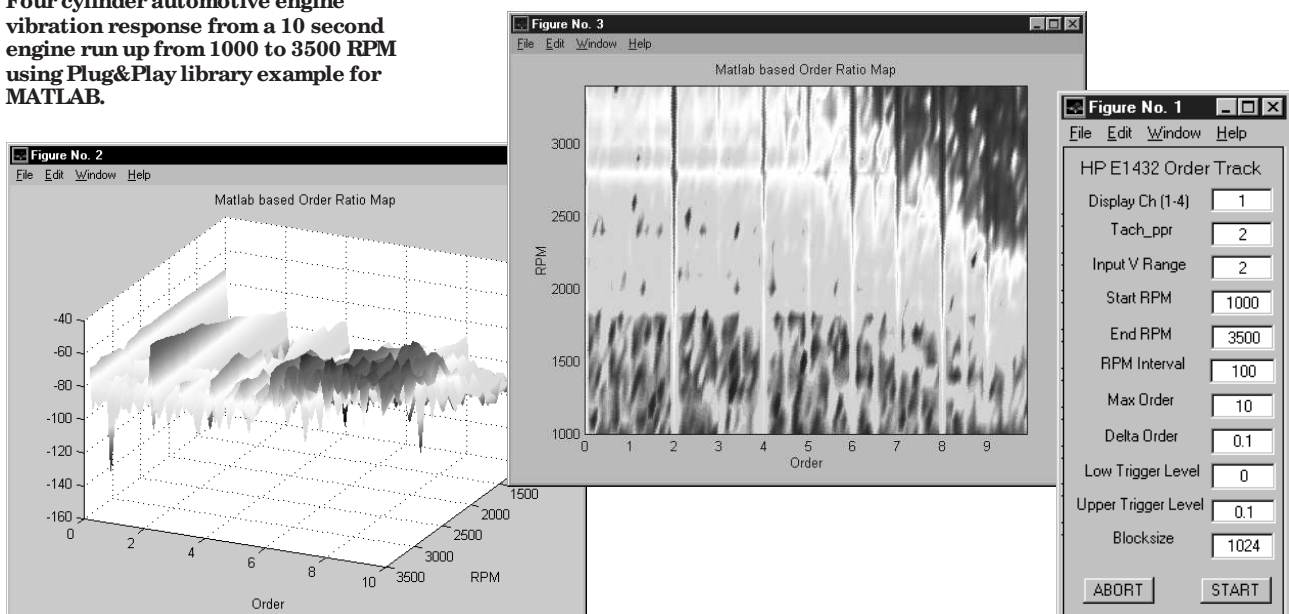 Four cylinder automotive engine
vibration response from a 10 second
engine run up from 1000 to 3500 RPM
using Plug&Play library example for
MATLAB.
Figure No. 2
File Edit Window Help
Matlab based Order Ratio Map
-40
-60
-80
-100
-120
-140
-160
0
2
4
6
8
10
Order
3500
3000
2500
2000
1500
RPM
Figure No. 3
File Edit Window Help
Matlab based Order Ratio Map
3000
2500
2000
1500
1000
RPM
0 1 2 3 4 5 6 7 8 9
Order
Figure No. 1
File Edit Window Help
HP E1432 Order Track
Display Ch (1-4) 1
Tach_ppr 2
Input V Range 2
Start RPM 1000
End RPM 3500
RPM Interval 100
Max Order 10
Delta Order 0.1
Low Trigger Level 0
Upper Trigger Level 0.1
Blocksize 1024
ABORT START